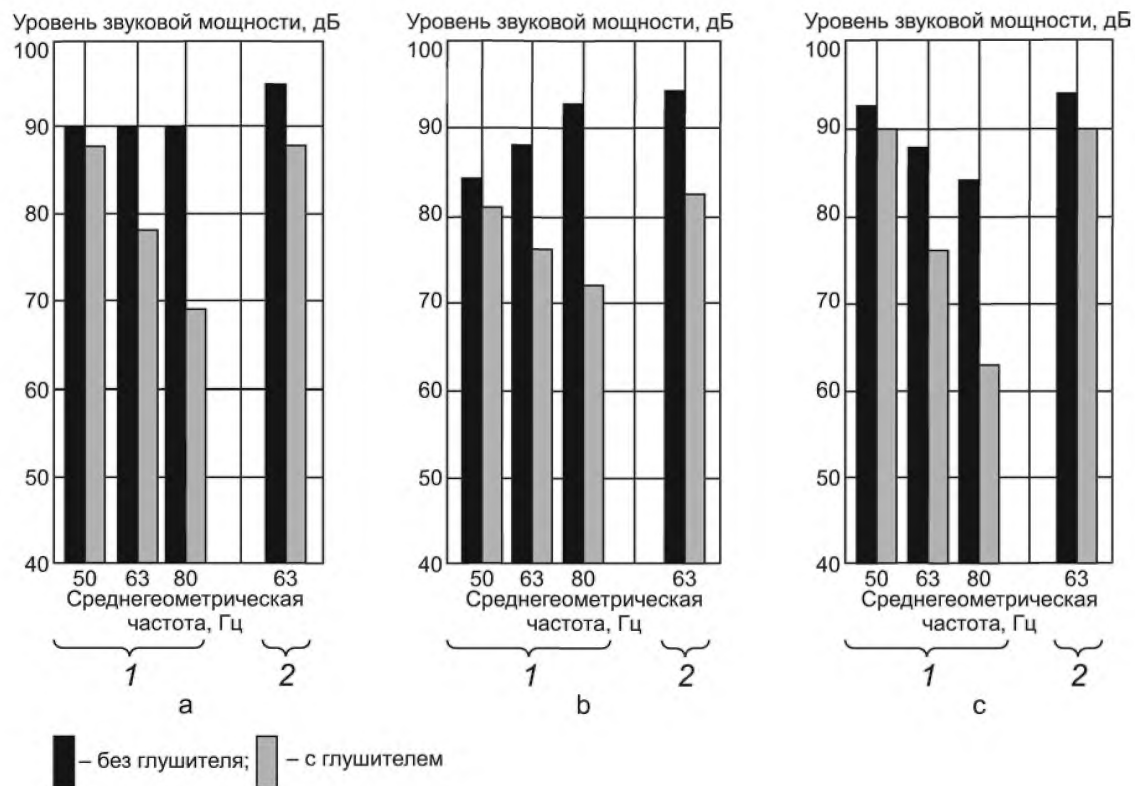 Уровень звуковой мощности, дБ
100
90
80
70
60
50
40
50 63 80 63
Среднегеометрическая
частота, Гц
1 2
a
Уровень звуковой мощности, дБ
100
90
80
70
60
50
40
50 63 80 63
Среднегеометрическая
частота, Гц
1 2
b
Уровень звуковой мощности, дБ
100
90
80
70
60
50
40
50 63 80 63
Среднегеометрическая
частота, Гц
1 2
c
– без глушителя; – с глушителем